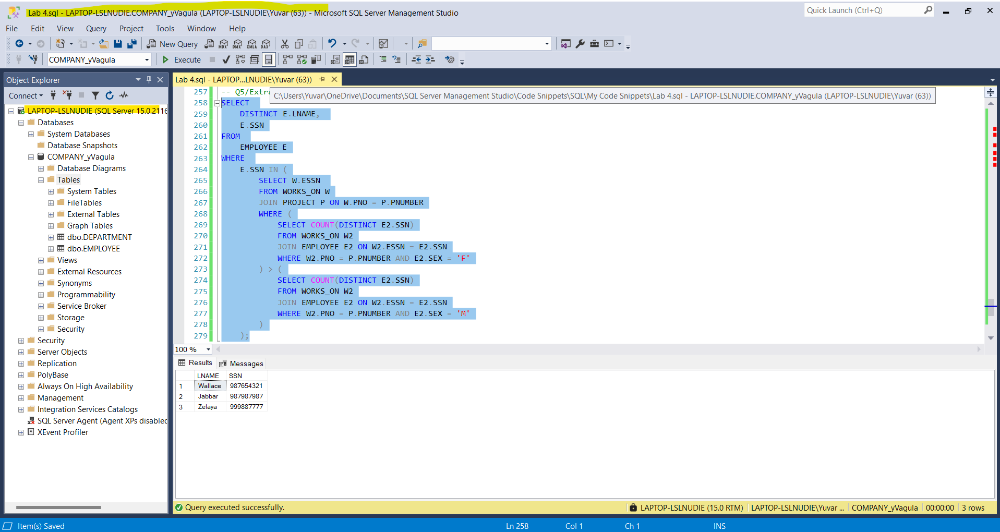 Lab 4.sql - LAPTOP-LSLNUDIE.COMPANY_yVagula (LAPTOP-LSLNUDIE\Yuvar (63)) - Microsoft SQL Server Management Studio
Quick Launch (Ctrl+Q)
File Edit View Query Project Tools Window Help
New Query MDX DMX XMLA DAX
COMPANY_yVagula Execute
Object Explorer
Connect
LAPTOP-LSLNUDIE (SQL Server 15.0.2116
Databases
System Databases
Database Snapshots
COMPANY_yVagula
Database Diagrams
Tables
System Tables
FileTables
External Tables
Graph Tables
dbo.DEPARTMENT
dbo.EMPLOYEE
Views
External Resources
Synonyms
Programmability
Service Broker
Storage
Security
Security
Server Objects
Replication
PolyBase
Always On High Availability
Management
Integration Services Catalogs
SQL Server Agent (Agent XPs disabled
XEvent Profiler
Lab 4.sql - LAPTOP...LNUDIE\Yuvar (63))
C:\Users\Yuvar\OneDrive\Documents\SQL Server Management Studio\Code Snippets\SQL\My Code Snippets\Lab 4.sql - LAPTOP-LSLNUDIE.COMPANY_yVagula (LAPTOP-LSLNUDIE\Yuvar (63))
257 -- Q5/Extra
258 SELECT
259 DISTINCT E.LNAME,
260 E.SSN
261 FROM
262 EMPLOYEE E
263 WHERE
264 E.SSN IN (
265 SELECT W.ESSN
266 FROM WORKS_ON W
267 JOIN PROJECT P ON W.PNO = P.PNUMBER
268 WHERE (
269 SELECT COUNT(DISTINCT E2.SSN)
270 FROM WORKS_ON W2
271 JOIN EMPLOYEE E2 ON W2.ESSN = E2.SSN
272 WHERE W2.PNO = P.PNUMBER AND E2.SEX = 'F'
273 ) > (
274 SELECT COUNT(DISTINCT E2.SSN)
275 FROM WORKS_ON W2
276 JOIN EMPLOYEE E2 ON W2.ESSN = E2.SSN
277 WHERE W2.PNO = P.PNUMBER AND E2.SEX = 'M'
278 )
279 );
100 %
Results Messages
LNAME SSN
1 Wallace 987654321
2 Jabbar 987987987
3 Zelaya 999887777
Query executed successfully. LAPTOP-LSLNUDIE (15.0 RTM) LAPTOP-LSLNUDIE\Yuvar ... COMPANY_yVagula 00:00:00 3 rows
Item(s) Saved Ln 258 Col 1 Ch 1 INS